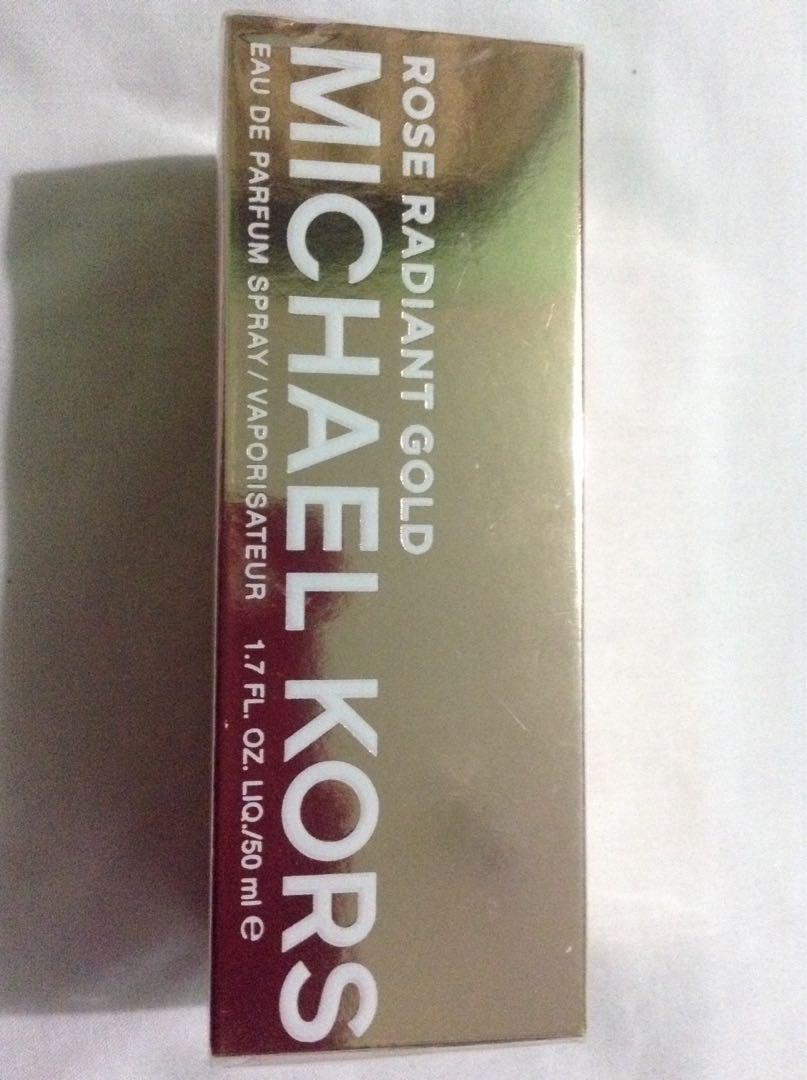 ROSE RADIANT GOLD
MICHAEL KORS
EAU DE PARFUM SPRAY / VAPORISATEUR 1.7 FL. OZ. LIQ./50 ml ℮